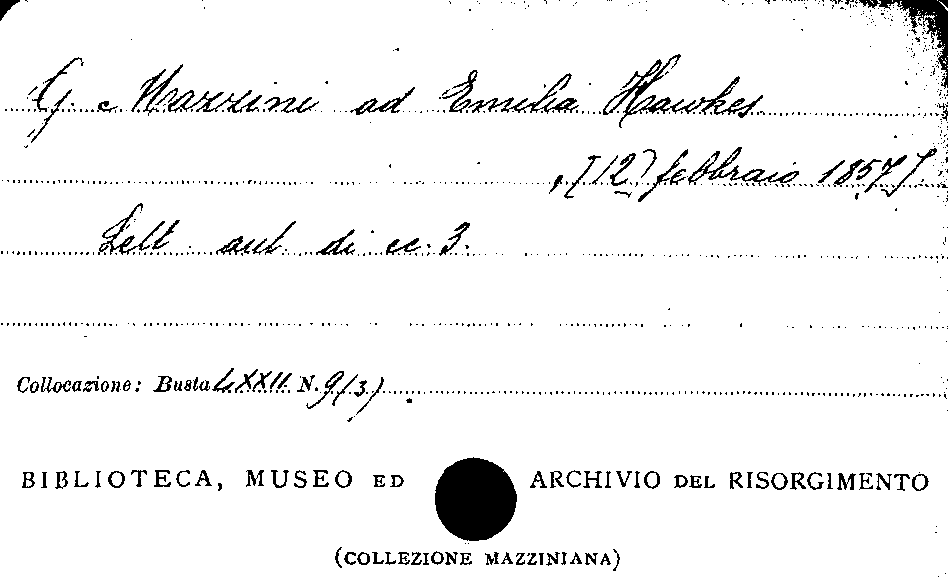 G. Mazzini ad Emilia Hawkes
, [12] febbraio 1857].
Lett. aut. di cc. 3.
Collocazione: Busta LXXII N. 9(3)
BIBLIOTECA, MUSEO ED ARCHIVIO DEL RISORGIMENTO
(COLLEZIONE MAZZINIANA)